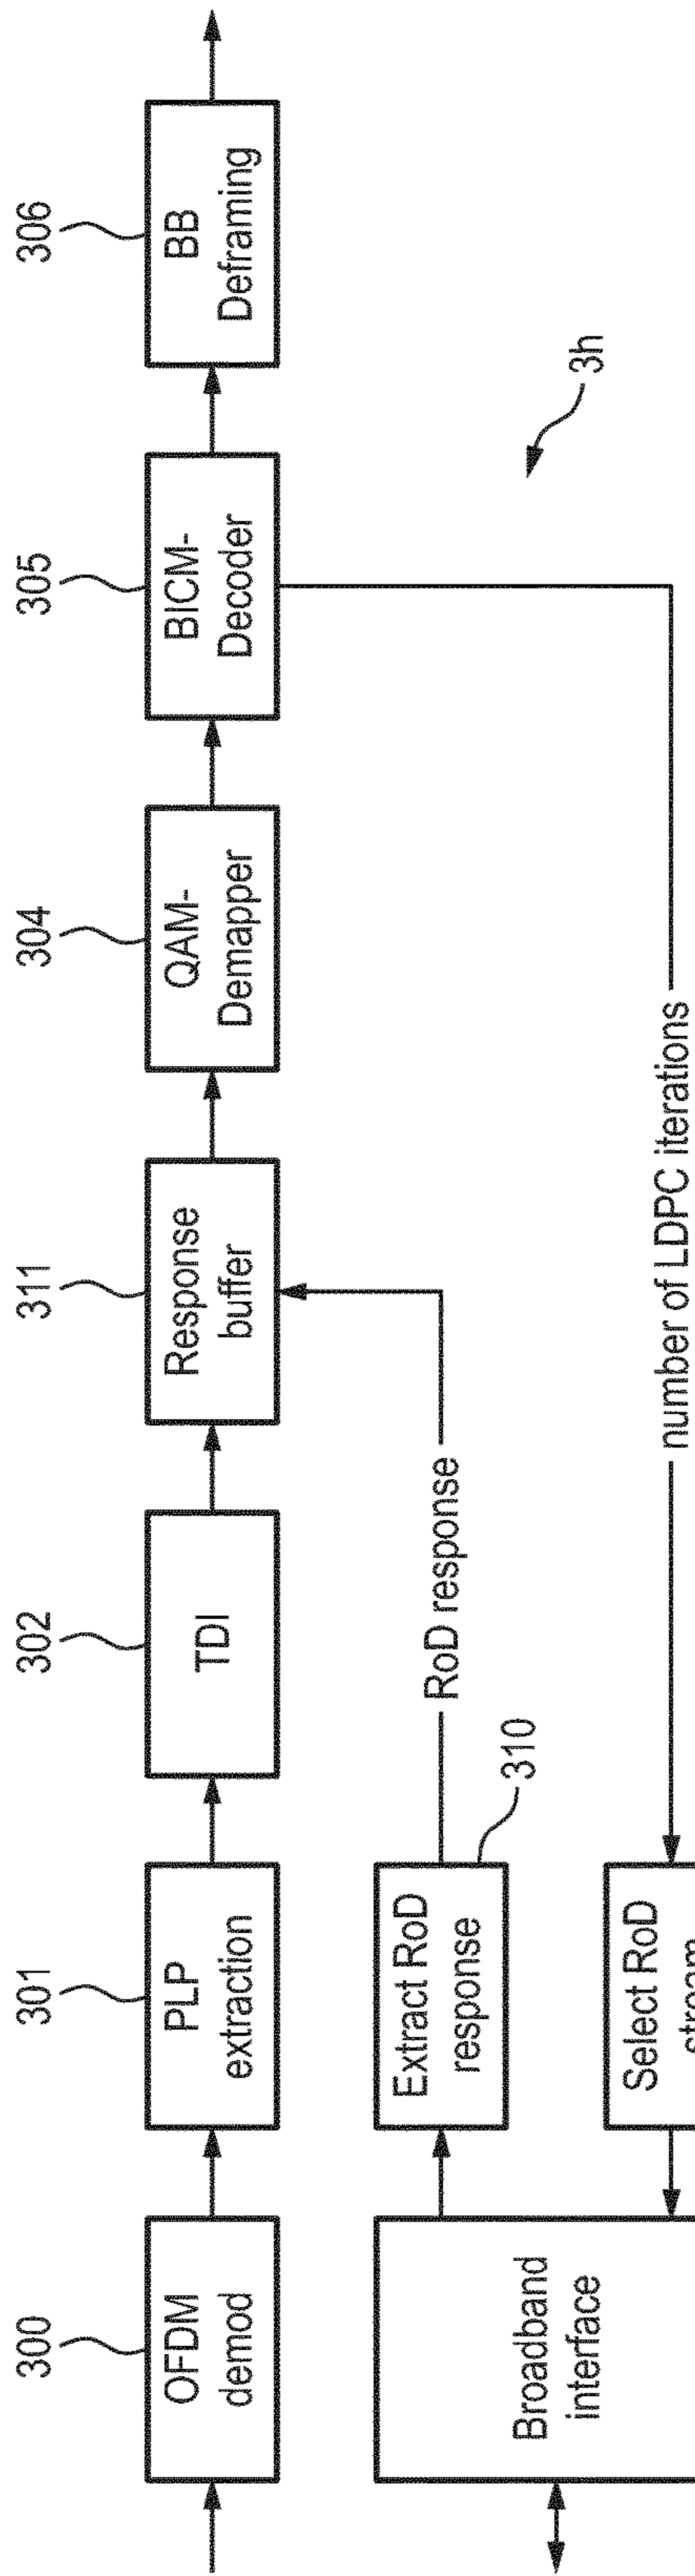 300
301
302
311
304
305
306
OFDM
demod
PLP
extraction
TDI
Response
buffer
QAM-
Demapper
BICM-
Decoder
BB
Deframing
Broadband
interface
Extract RoD
response
310
RoD response
3h
Select RoD
stream
number of LDPC iterations